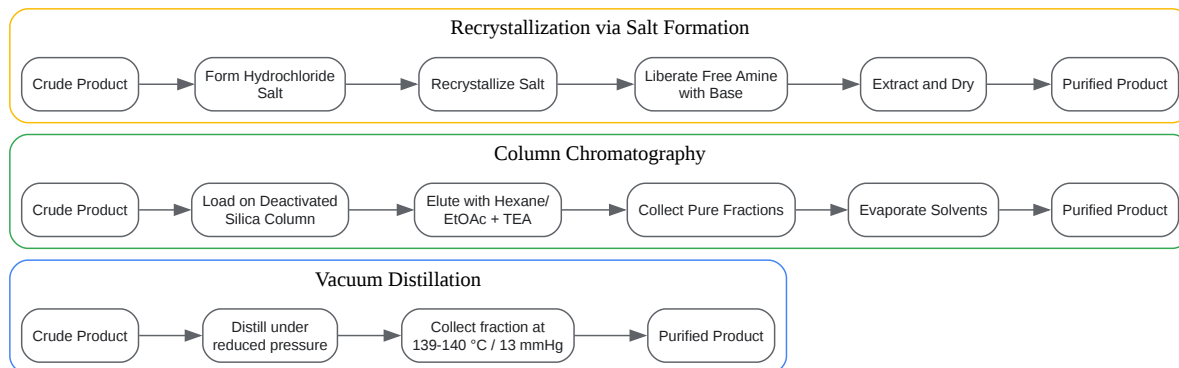 Recrystallization via Salt Formation
Crude Product
Form Hydrochloride
Salt
Recrystallize Salt
Liberate Free Amine
with Base
Extract and Dry
Purified Product
Column Chromatography
Crude Product
Load on Deactivated
Silica Column
Elute with Hexane/
EtOAc + TEA
Collect Pure Fractions
Evaporate Solvents
Purified Product
Vacuum Distillation
Crude Product
Distill under
reduced pressure
Collect fraction at
139-140 °C / 13 mmHg
Purified Product